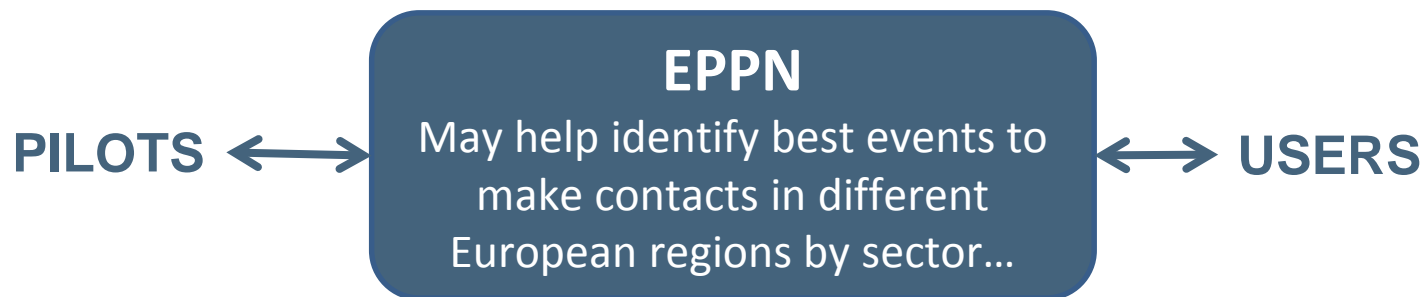 EPPN
May help identify best events to
PILOTS
make contacts in different
USERS
European regions by sector…